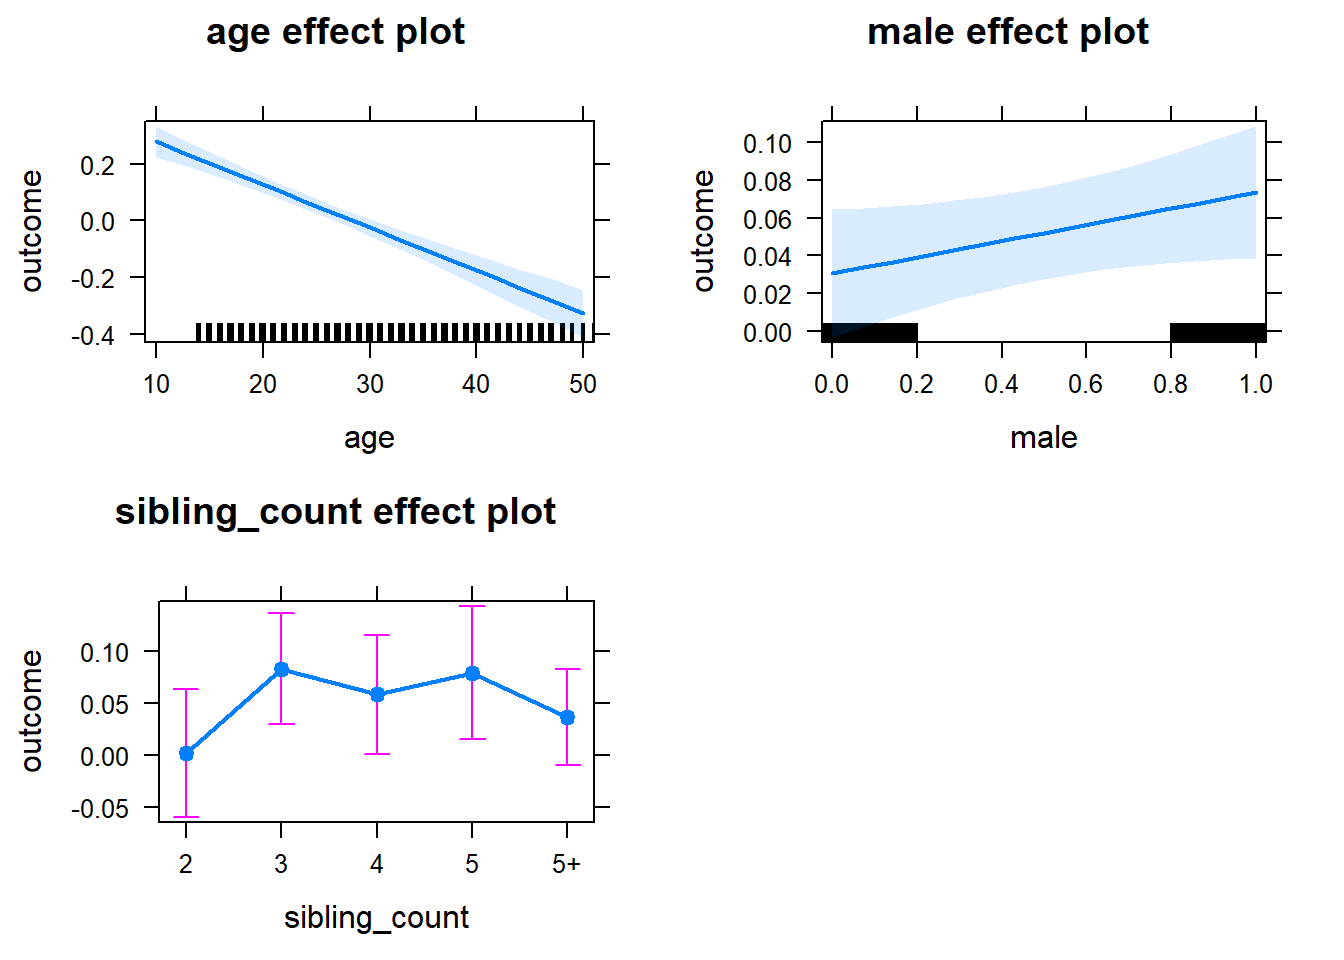 age effect plot
outcome
0.2
0.0
-0.2
-0.4
10 20 30 40 50
age
male effect plot
outcome
0.10
0.08
0.06
0.04
0.02
0.00
0.0 0.2 0.4 0.6 0.8 1.0
male
sibling_count effect plot
outcome
0.10
0.05
0.00
-0.05
2 3 4 5 5+
sibling_count